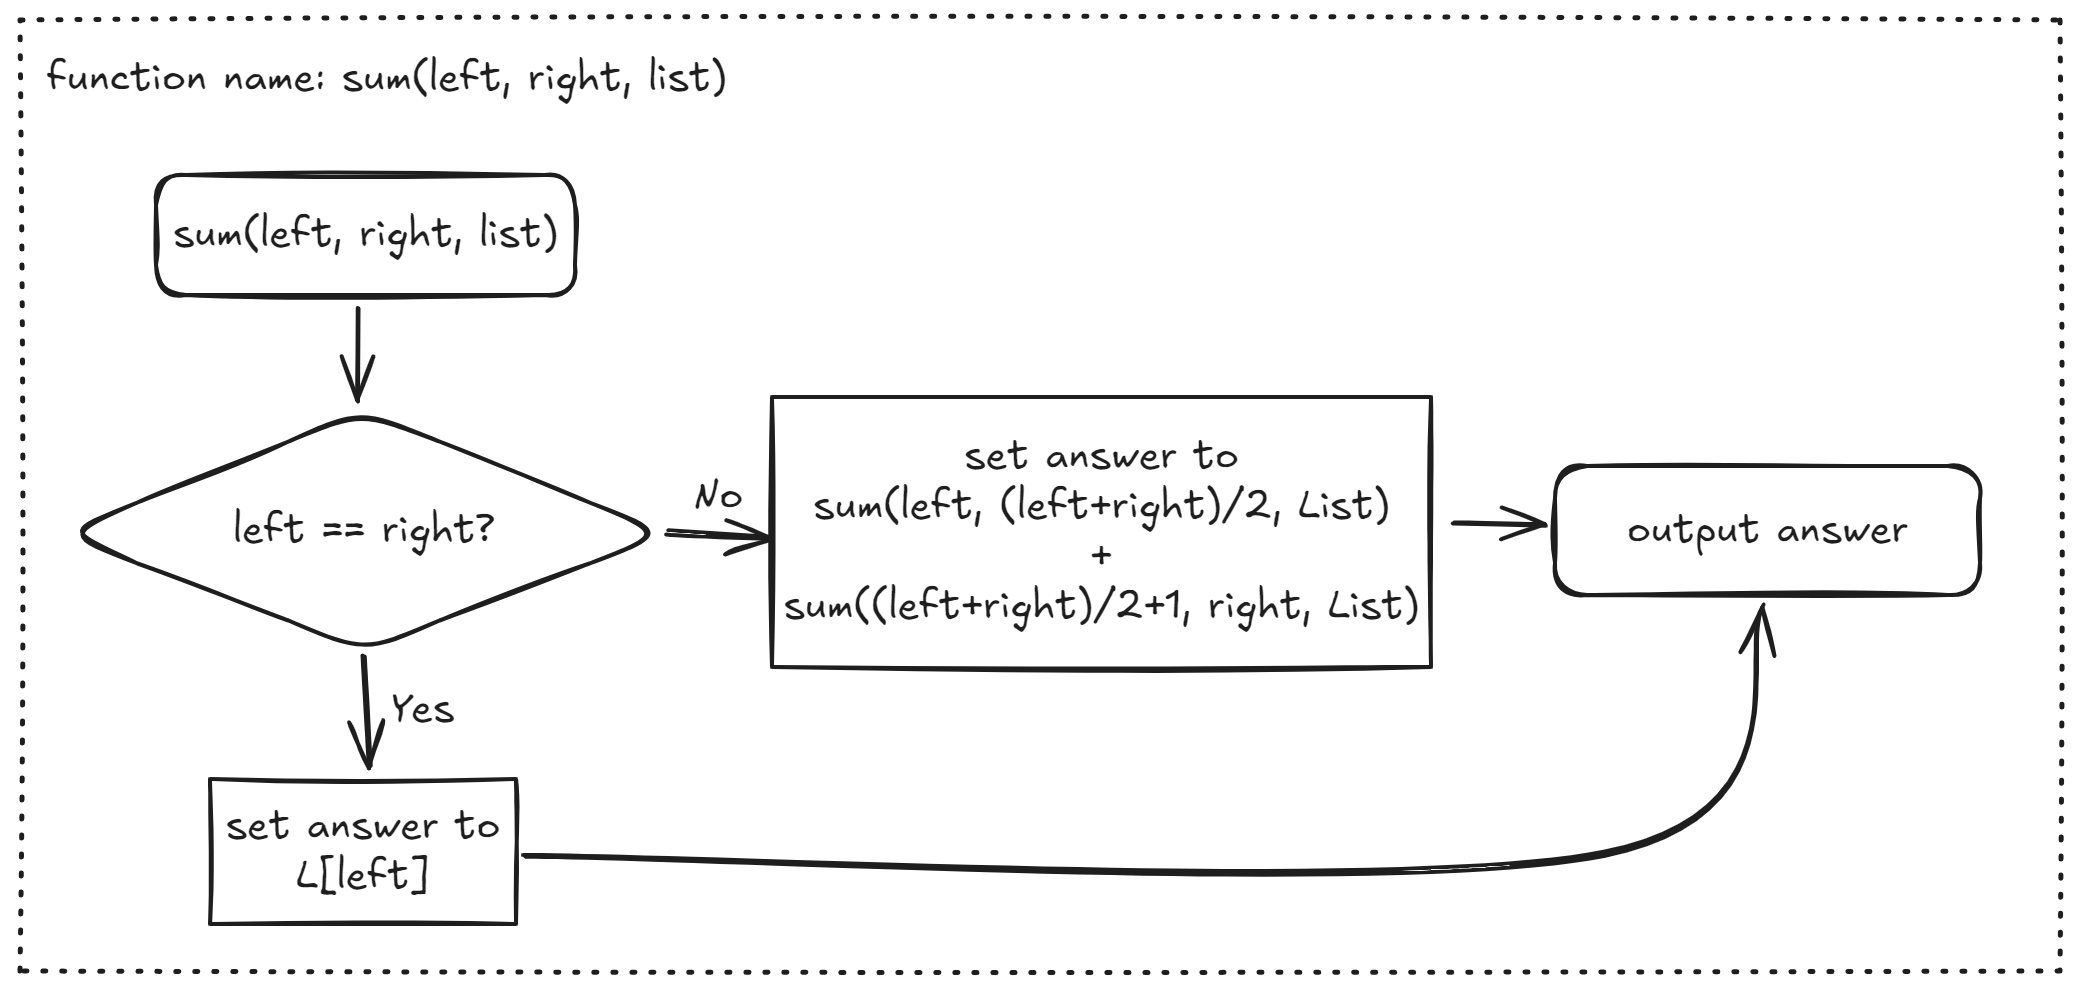 function name: sum(left, right, list)
sum(left, right, list)
left == right?
No
set answer to
sum(left, (left+right)/2, List)
+
sum((left+right)/2+1, right, List)
output answer
Yes
set answer to
L[left]